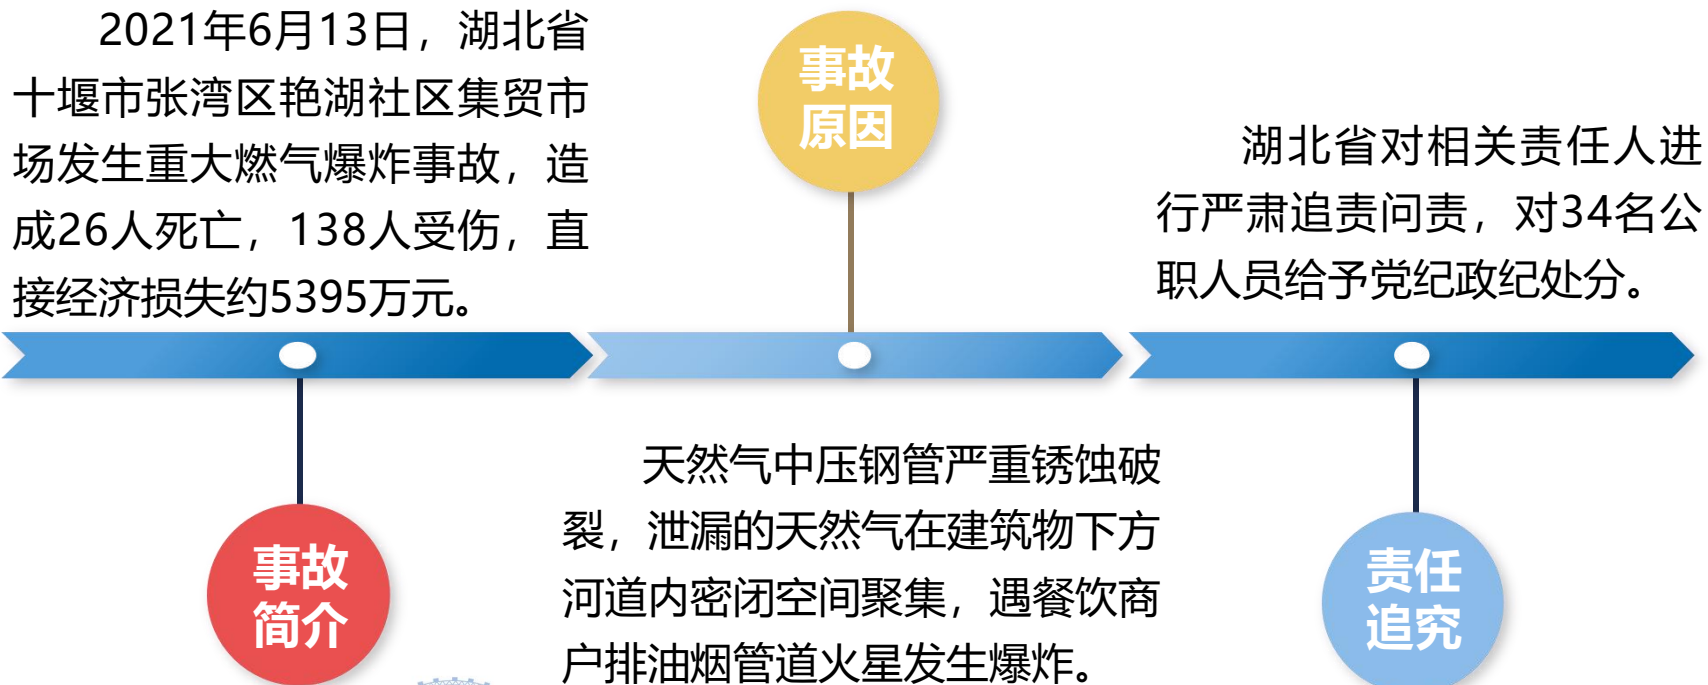 2021年6月13日，湖北省
十堰市张湾区艳湖社区集贸市
场发生重大燃气爆炸事故，造
成26人死亡，138人受伤，直
接经济损失约5395万元。
事故
简介
事故
原因
天然气中压钢管严重锈蚀破
裂，泄漏的天然气在建筑物下方
河道内密闭空间聚集，遇餐饮商
户排油烟管道火星发生爆炸。
湖北省对相关责任人进
行严肃追责问责，对34名公
职人员给予党纪政纪处分。
责任
追究